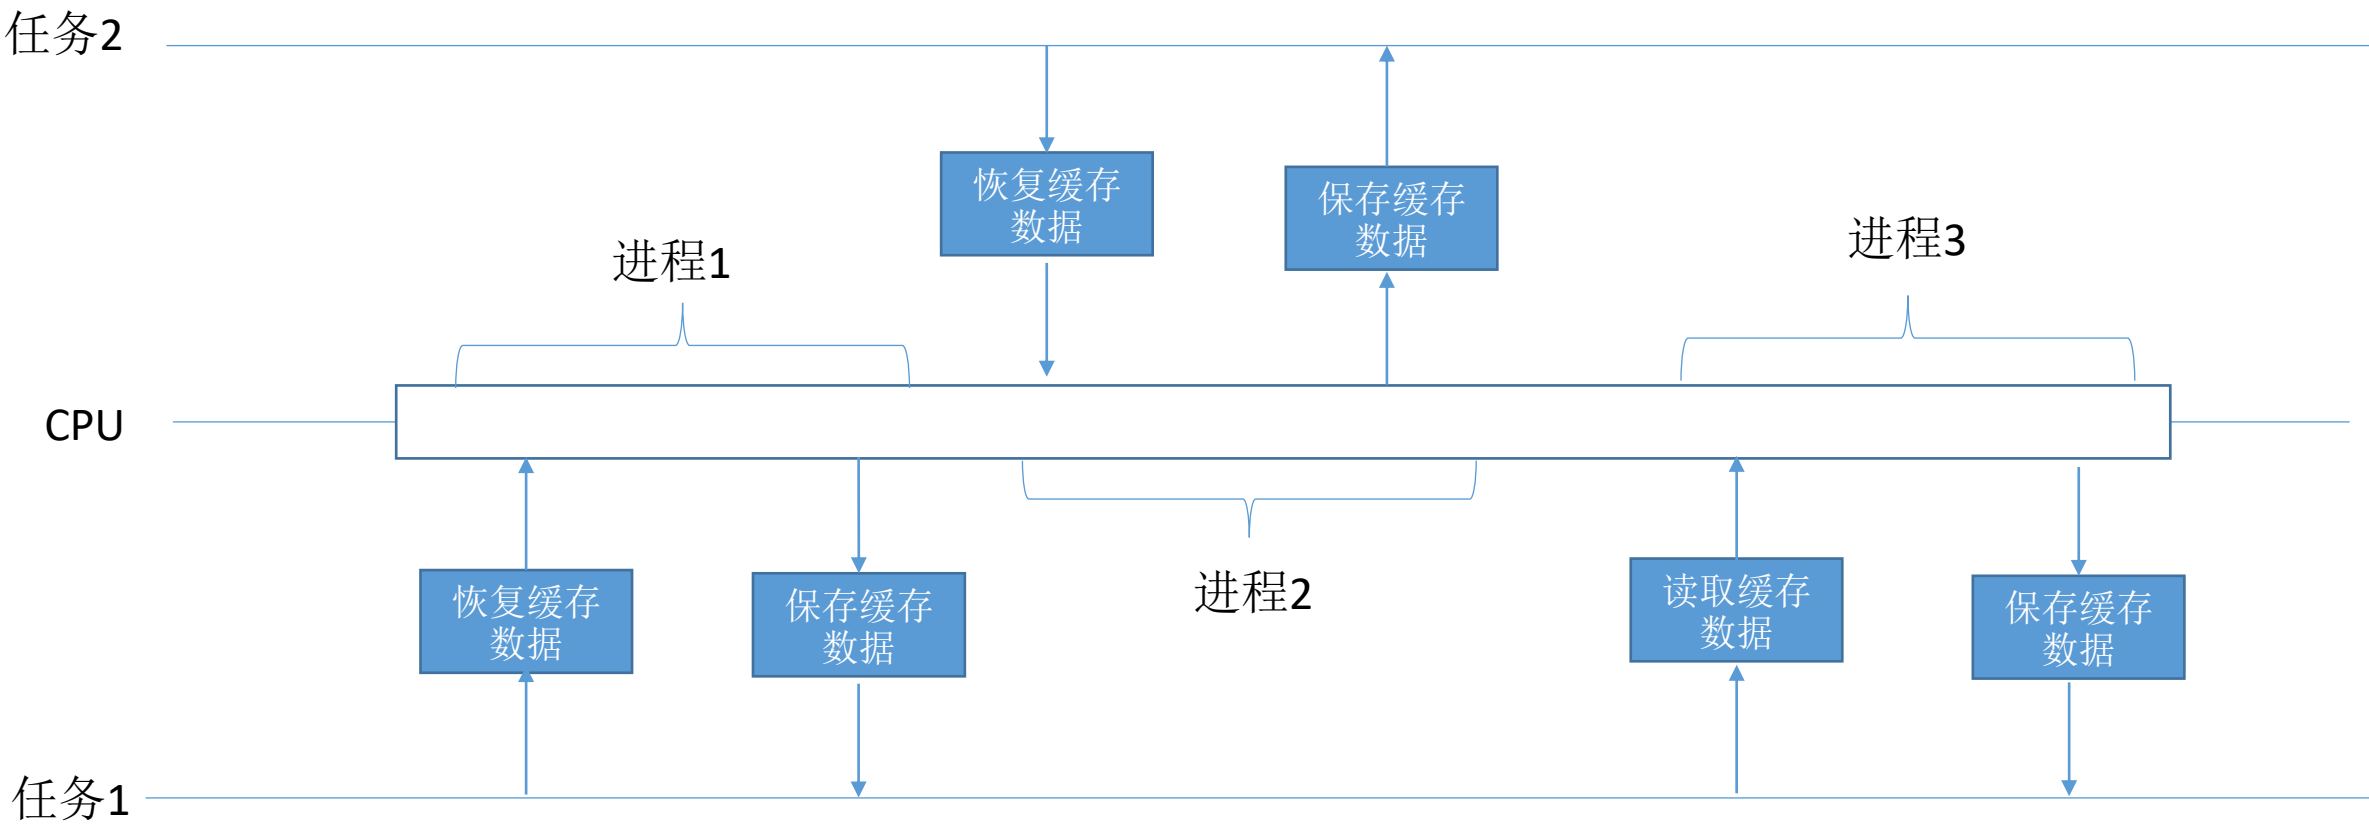 任务2
恢复缓存
数据
保存缓存
数据
进程1
进程3
CPU
恢复缓存
数据
保存缓存
数据
进程2
读取缓存
数据
保存缓存
数据
任务1